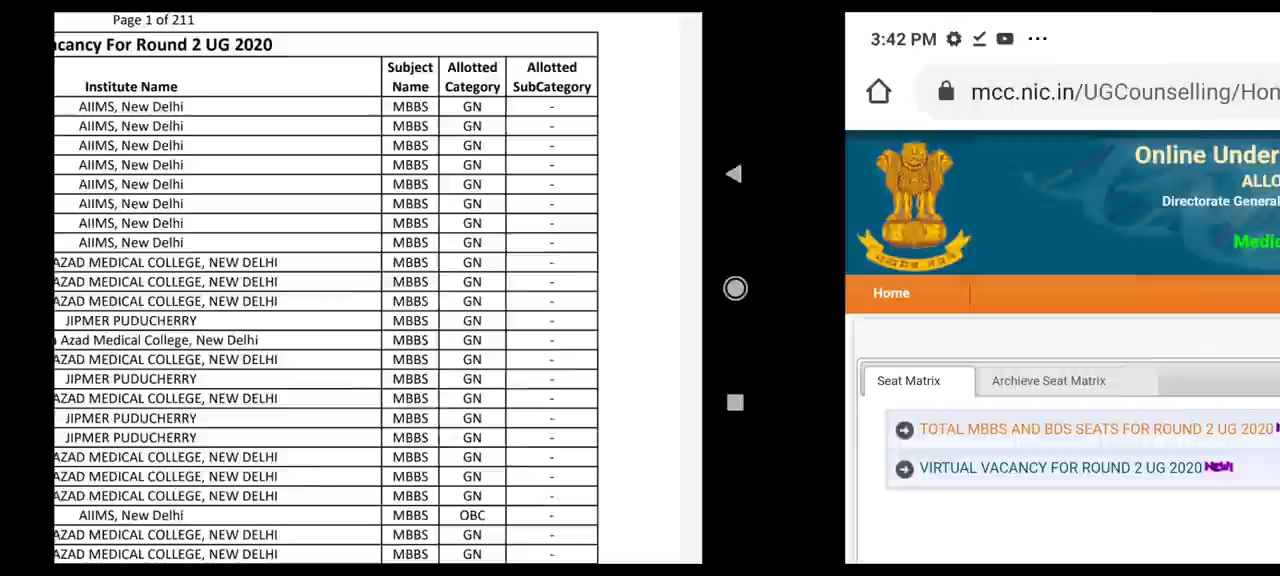 Page 1 of 211
acancy For Round 2 UG 2020
Institute Name Subject Name Allotted Category Allotted SubCategory
AIIMS, New Delhi MBBS GN -
AIIMS, New Delhi MBBS GN -
AIIMS, New Delhi MBBS GN -
AIIMS, New Delhi MBBS GN -
AIIMS, New Delhi MBBS GN -
AIIMS, New Delhi MBBS GN -
AIIMS, New Delhi MBBS GN -
AIIMS, New Delhi MBBS GN -
AZAD MEDICAL COLLEGE, NEW DELHI MBBS GN -
AZAD MEDICAL COLLEGE, NEW DELHI MBBS GN -
AZAD MEDICAL COLLEGE, NEW DELHI MBBS GN -
JIPMER PUDUCHERRY MBBS GN -
Azad Medical College, New Delhi MBBS GN -
AZAD MEDICAL COLLEGE, NEW DELHI MBBS GN -
JIPMER PUDUCHERRY MBBS GN -
AZAD MEDICAL COLLEGE, NEW DELHI MBBS GN -
JIPMER PUDUCHERRY MBBS GN -
JIPMER PUDUCHERRY MBBS GN -
AZAD MEDICAL COLLEGE, NEW DELHI MBBS GN -
AZAD MEDICAL COLLEGE, NEW DELHI MBBS GN -
AZAD MEDICAL COLLEGE, NEW DELHI MBBS GN -
AIIMS, New Delhi MBBS OBC -
AZAD MEDICAL COLLEGE, NEW DELHI MBBS GN -
AZAD MEDICAL COLLEGE, NEW DELHI MBBS GN -
3:42 PM
mcc.nic.in/UGCounselling/Hom
Online Under
ALLO
Directorate General
Medic
Home
Seat Matrix Archieve Seat Matrix
TOTAL MBBS AND BDS SEATS FOR ROUND 2 UG 2020
VIRTUAL VACANCY FOR ROUND 2 UG 2020 NEW!